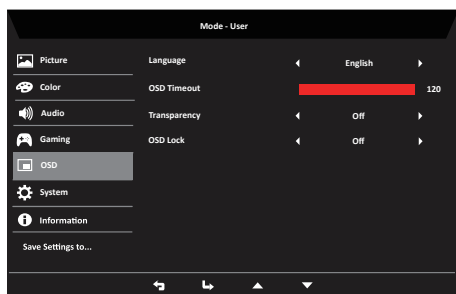 Mode - User
Picture
Color
Audio
Gaming
OSD
System
Information
Save Settings to...
Language English
OSD Timeout 120
Transparency Off
OSD Lock Off